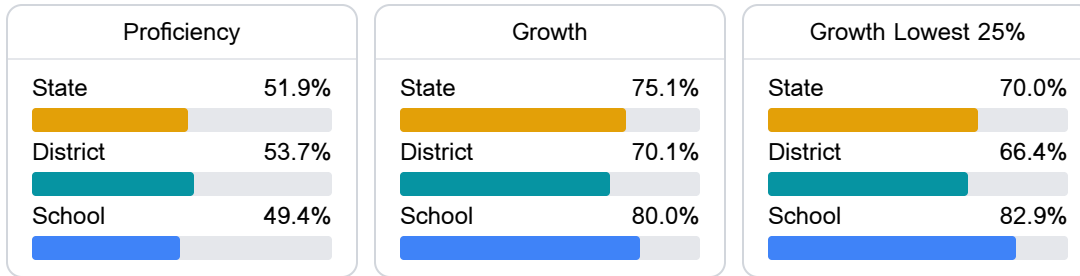 Proficiency
State 51.9%
District 53.7%
School 49.4%
Growth
State 75.1%
District 70.1%
School 80.0%
Growth Lowest 25%
State 70.0%
District 66.4%
School 82.9%